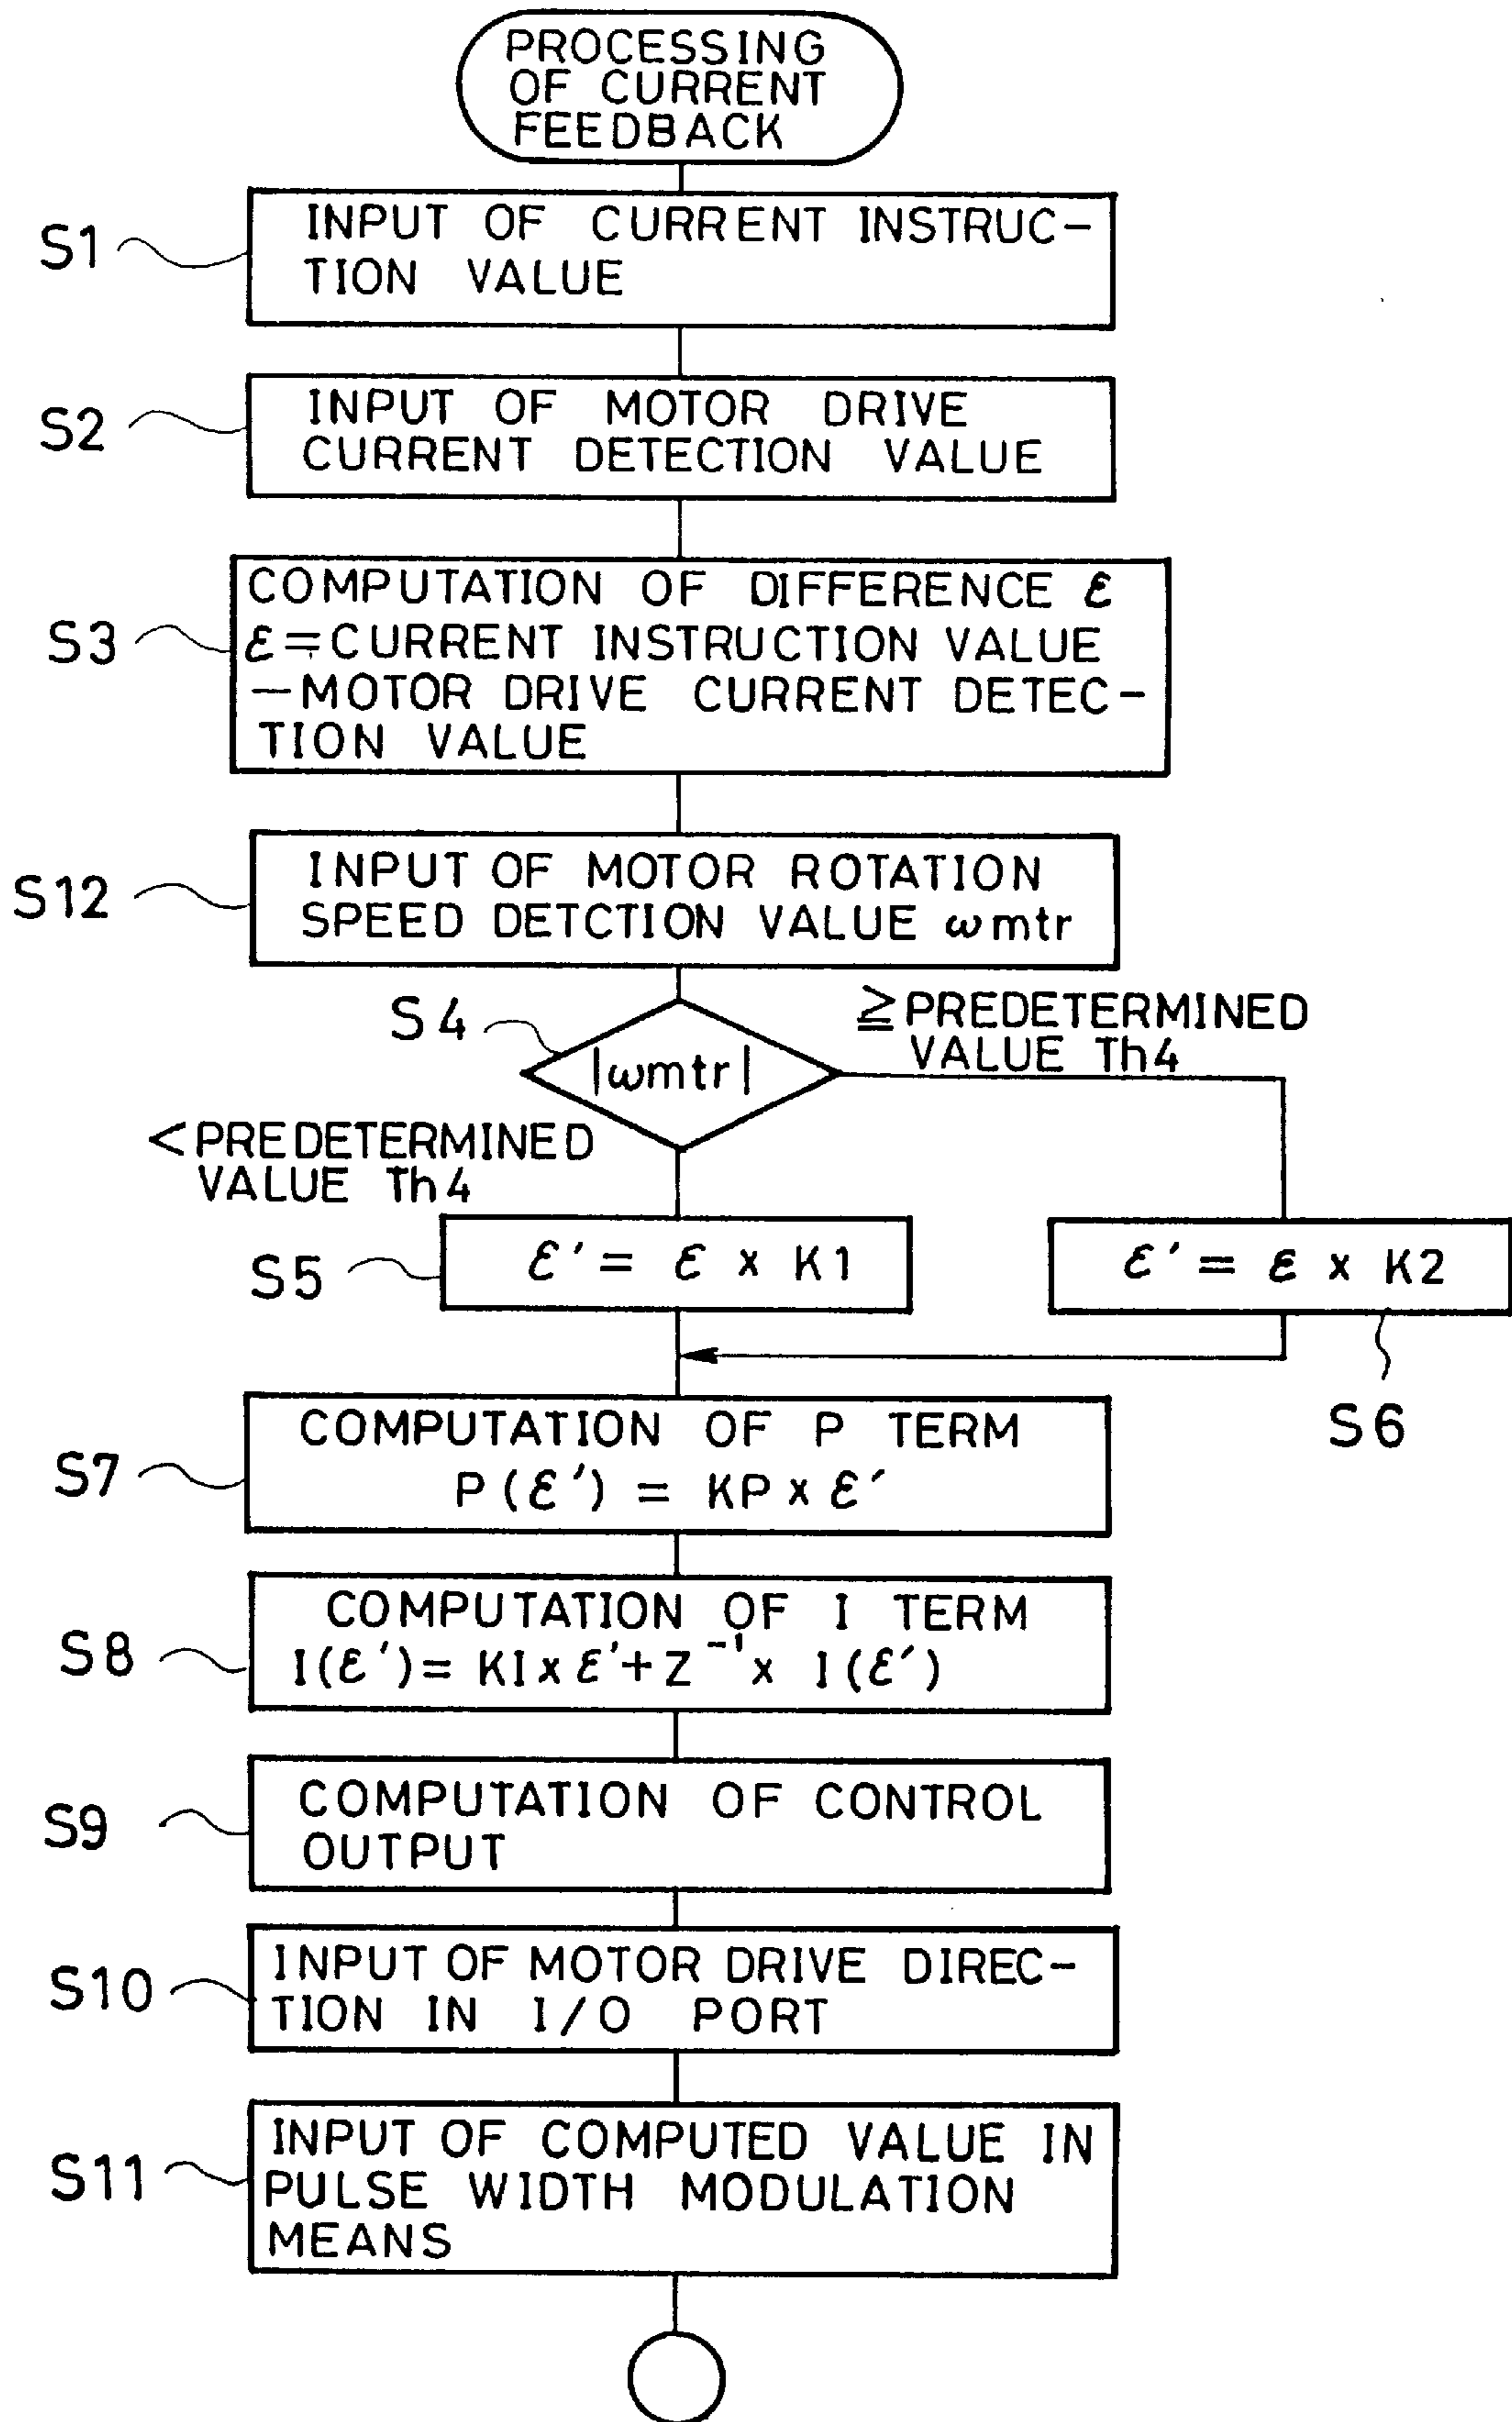 PROCESSING
OF CURRENT
FEEDBACK
S1
INPUT OF CURRENT INSTRUC-
TION VALUE
S2
INPUT OF MOTOR DRIVE
CURRENT DETECTION VALUE
S3
COMPUTATION OF DIFFERENCE ε
ε=CURRENT INSTRUCTION VALUE
-MOTOR DRIVE CURRENT DETEC-
TION VALUE
S12
INPUT OF MOTOR ROTATION
SPEED DETCTION VALUE ωmtr
S4
|ωmtr|
≧PREDETERMINED
VALUE Th4
<PREDETERMINED
VALUE Th4
S5
ε' = ε x K1
ε' = ε x K2
S6
S7
COMPUTATION OF P TERM
P(ε') = KP x ε'
S8
COMPUTATION OF I TERM
I(ε') = KI x ε' + Z⁻¹ x I(ε')
S9
COMPUTATION OF CONTROL
OUTPUT
S10
INPUT OF MOTOR DRIVE DIREC-
TION IN I/O PORT
S11
INPUT OF COMPUTED VALUE IN
PULSE WIDTH MODULATION
MEANS